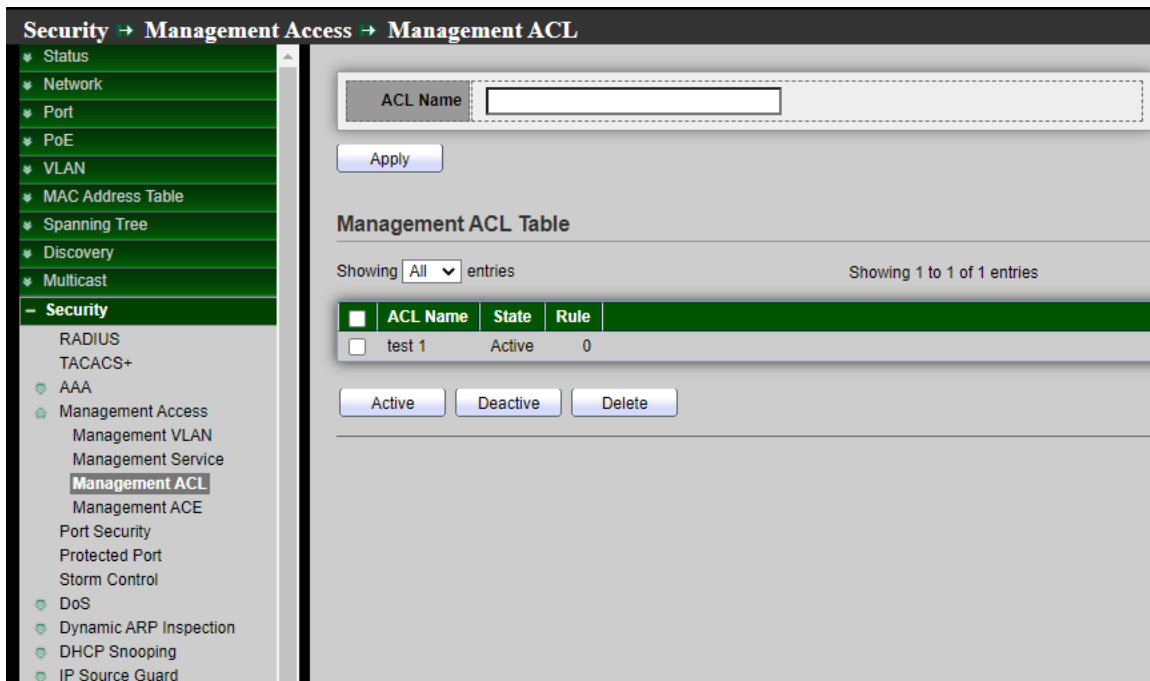 Security → Management Access → Management ACL
Status
Network
Port
PoE
VLAN
MAC Address Table
Spanning Tree
Discovery
Multicast
Security
RADIUS
TACACS+
AAA
Management Access
Management VLAN
Management Service
Management ACL
Management ACE
Port Security
Protected Port
Storm Control
DoS
Dynamic ARP Inspection
DHCP Snooping
IP Source Guard
ACL Name
Apply
Management ACL Table
Showing All entries Showing 1 to 1 of 1 entries
ACL Name State Rule
test 1 Active 0
Active Deactive Delete